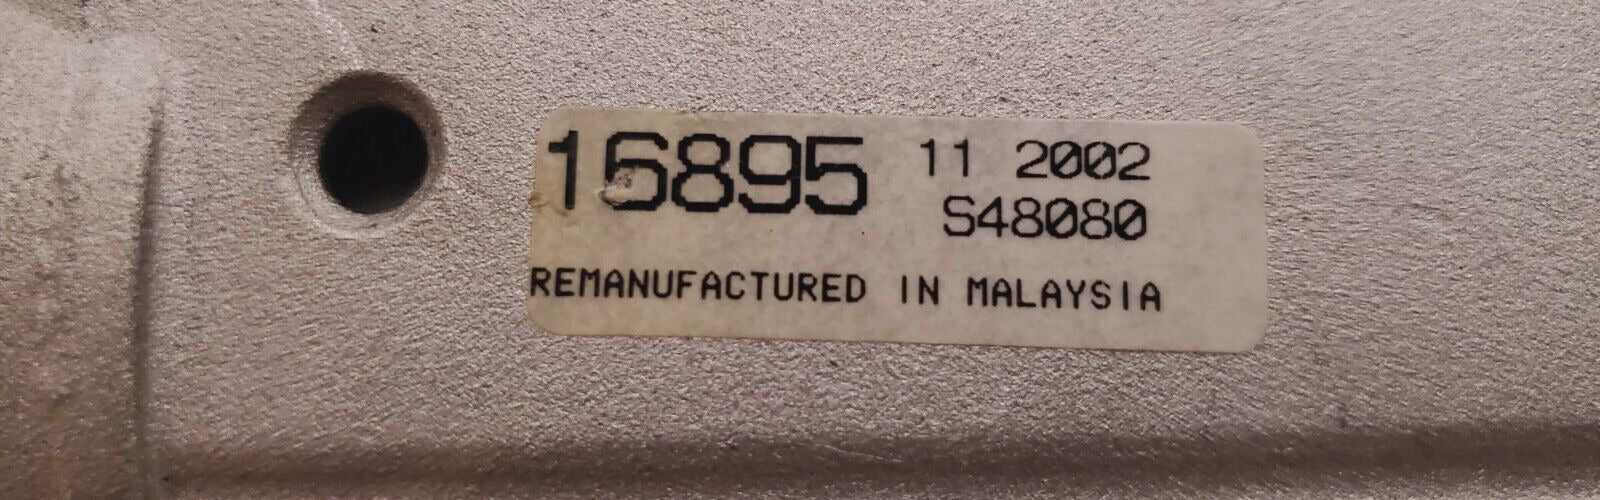 16895 11 2002
S48080
REMANUFACTURED IN MALAYSIA